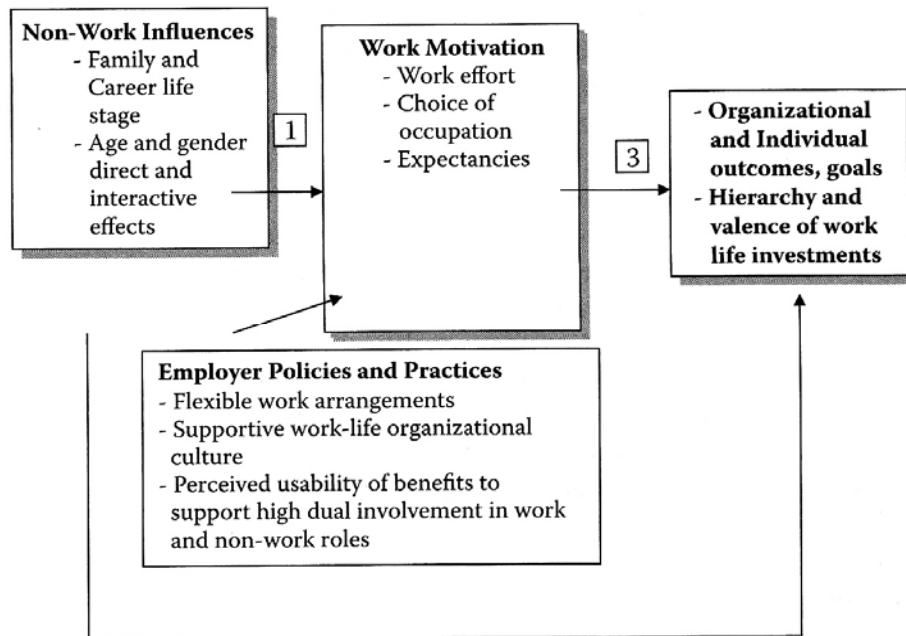 Non-Work Influences
- Family and
Career life
stage
- Age and gender
direct and
interactive
effects
1
Work Motivation
- Work effort
- Choice of
occupation
- Expectancies
3
- Organizational
and Individual
outcomes, goals
- Hierarchy and
valence of work
life investments
Employer Policies and Practices
- Flexible work arrangements
- Supportive work-life organizational
culture
- Perceived usability of benefits to
support high dual involvement in work
and non-work roles